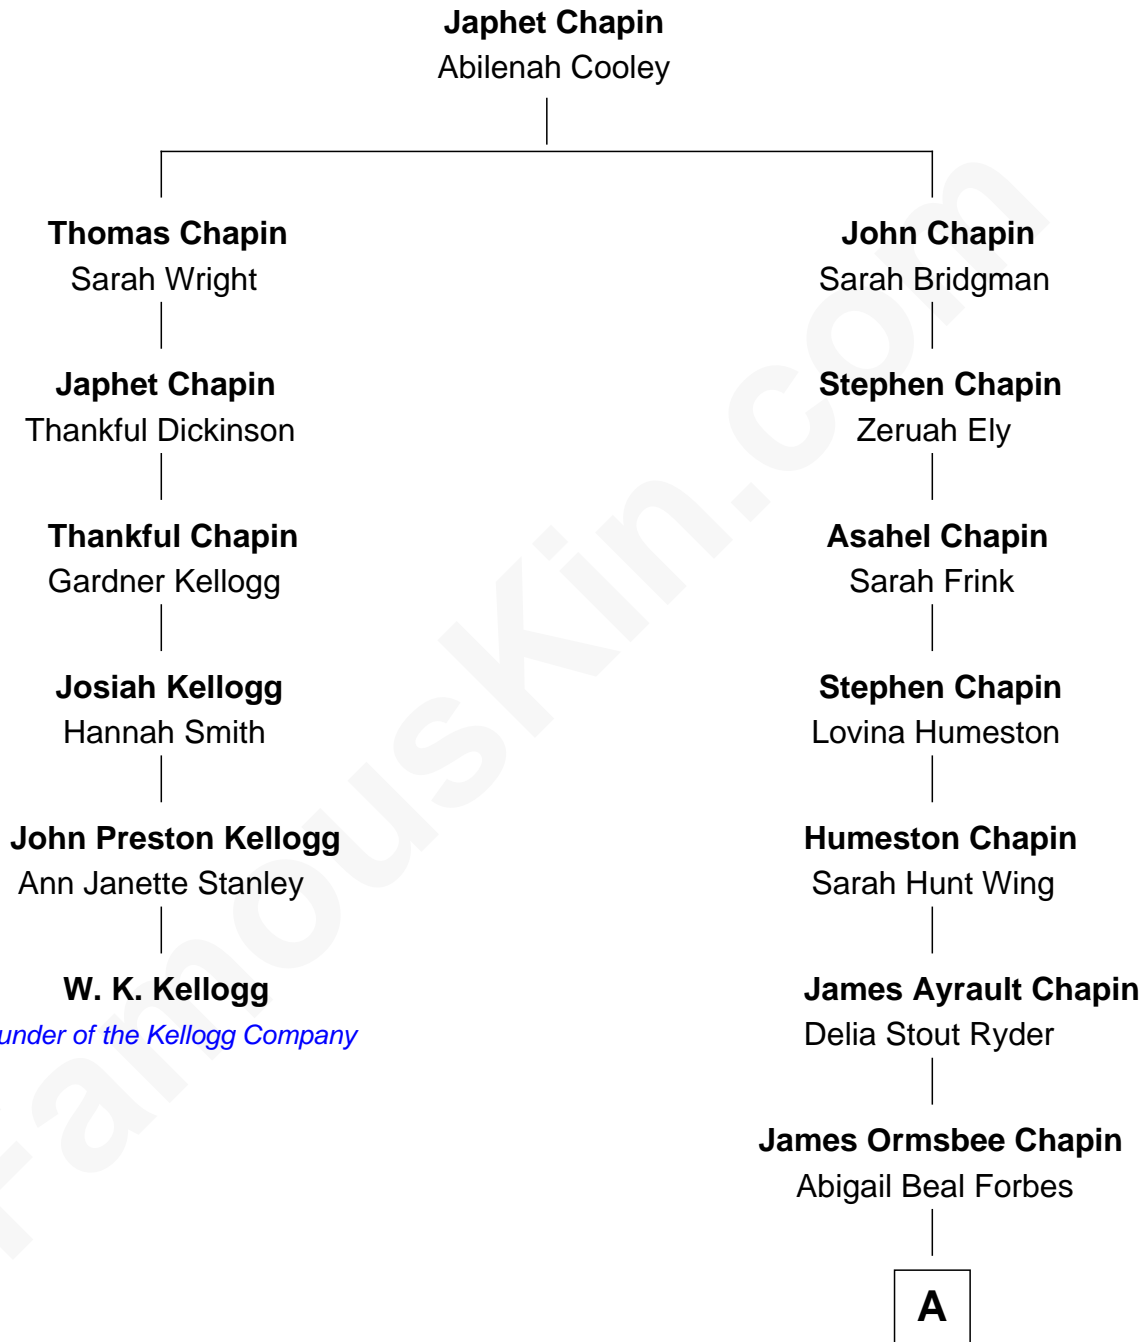 Japhet Chapin
Abilenah Cooley
Thomas Chapin
Sarah Wright
John Chapin
Sarah Bridgman
Japhet Chapin
Thankful Dickinson
Stephen Chapin
Zeruah Ely
Thankful Chapin
Gardner Kellogg
Asahel Chapin
Sarah Frink
Josiah Kellogg
Hannah Smith
Stephen Chapin
Lovina Humeston
John Preston Kellogg
Ann Janette Stanley
Humeston Chapin
Sarah Hunt Wing
W. K. Kellogg
under of the Kellogg Company
James Ayrault Chapin
Delia Stout Ryder
James Ormsbee Chapin
Abigail Beal Forbes
A
FamousKin.com